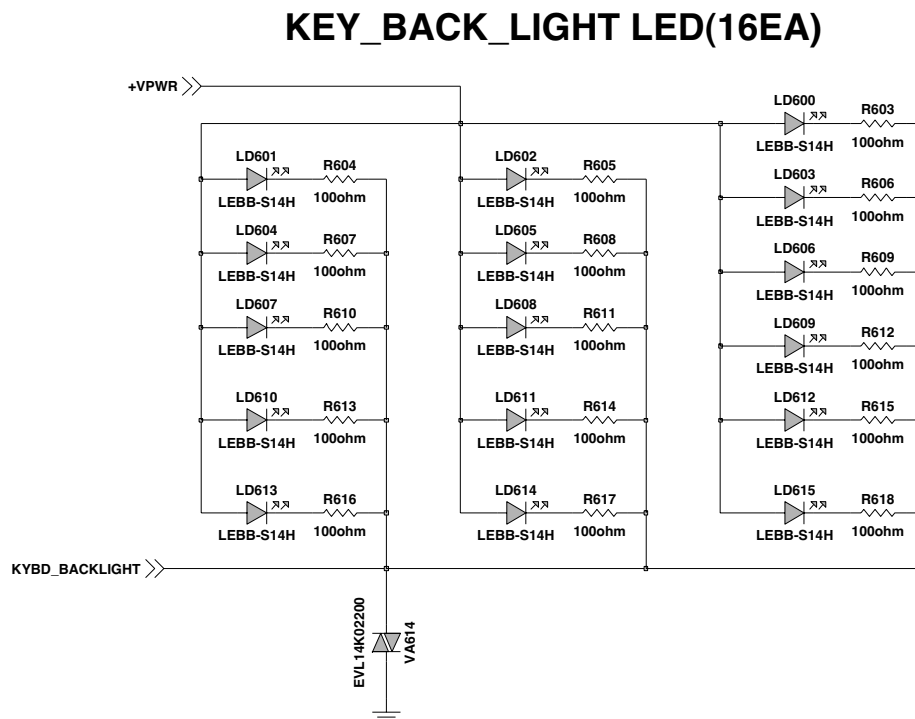 KEY_BACK_LIGHT LED(16EA)
+VPWR
LD600
R603
LEBB-S14H
100ohm
LD601
R604
LEBB-S14H
100ohm
LD602
R605
LEBB-S14H
100ohm
LD603
R606
LEBB-S14H
100ohm
LD604
R607
LEBB-S14H
100ohm
LD605
R608
LEBB-S14H
100ohm
LD606
R609
LEBB-S14H
100ohm
LD607
R610
LEBB-S14H
100ohm
LD608
R611
LEBB-S14H
100ohm
LD609
R612
LEBB-S14H
100ohm
LD610
R613
LEBB-S14H
100ohm
LD611
R614
LEBB-S14H
100ohm
LD612
R615
LEBB-S14H
100ohm
LD613
R616
LEBB-S14H
100ohm
LD614
R617
LEBB-S14H
100ohm
LD615
R618
LEBB-S14H
100ohm
KYBD_BACKLIGHT
EVL14K02200
VA614